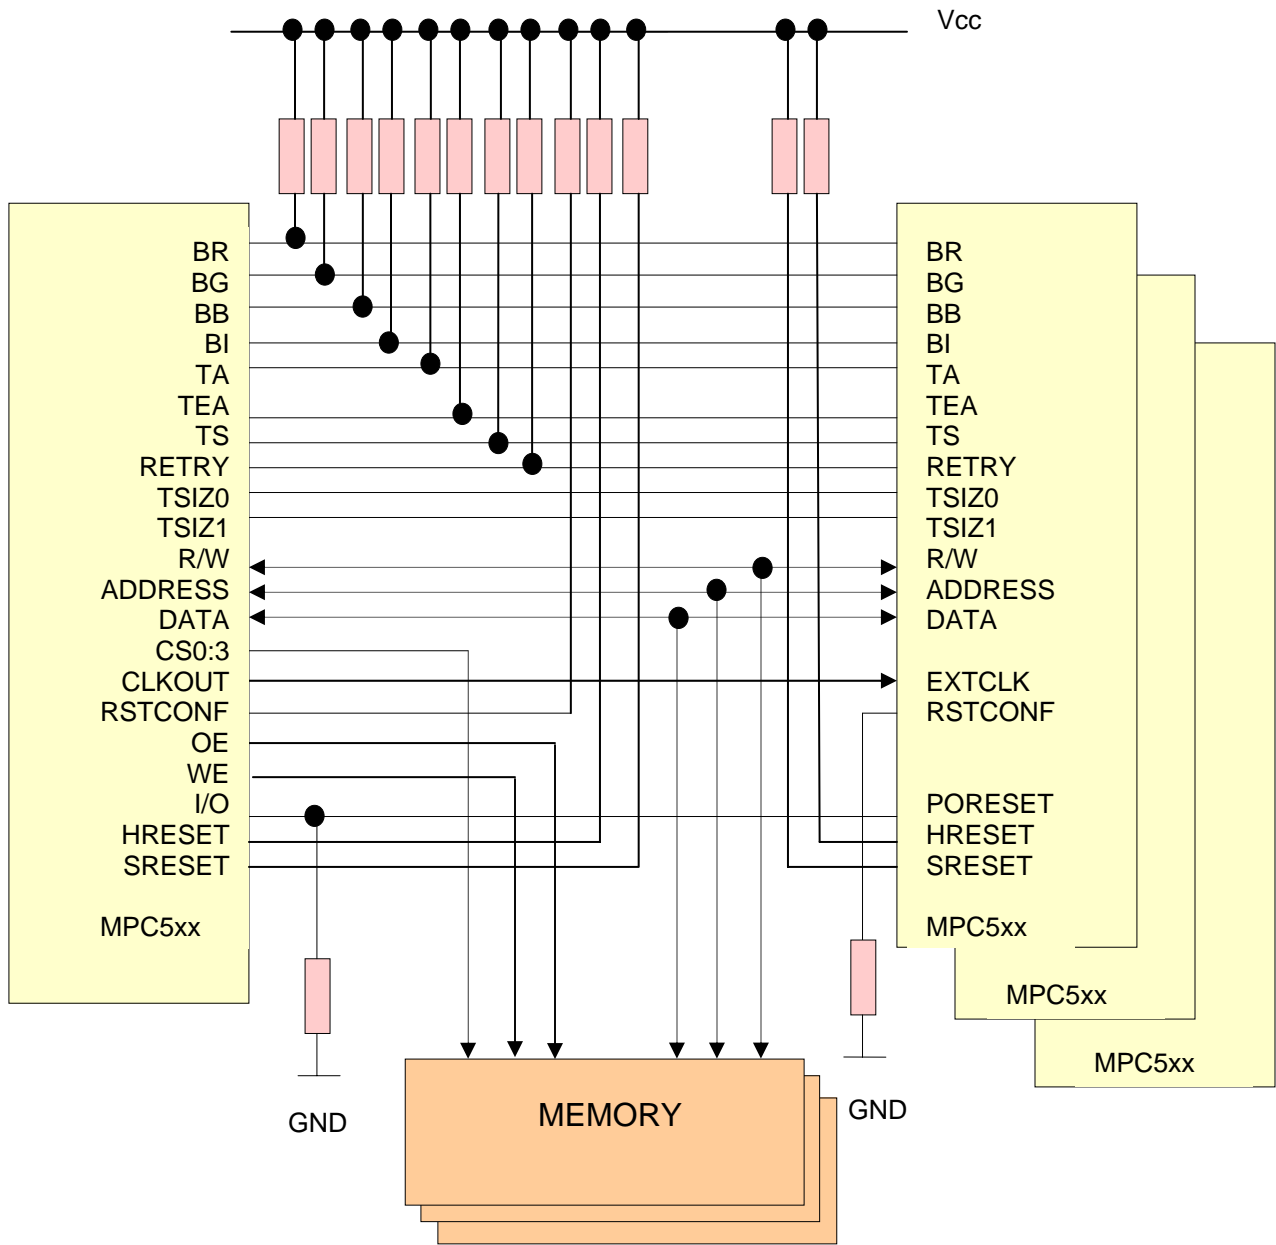 Vcc
BR
BG
BB
BI
TA
TEA
TS
RETRY
TSIZ0
TSIZ1
R/W
ADDRESS
DATA
CS0:3
CLKOUT
RSTCONF
OE
WE
I/O
HRESET
SRESET
MPC5xx
BR
BG
BB
BI
TA
TEA
TS
RETRY
TSIZ0
TSIZ1
R/W
ADDRESS
DATA
EXTCLK
RSTCONF
PORESET
HRESET
SRESET
MPC5xx
MPC5xx
MPC5xx
GND
MEMORY
GND